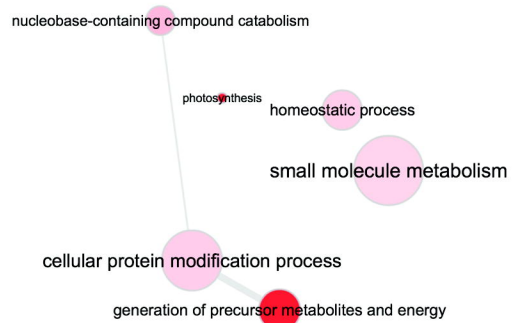 nucleobase-containing compound catabolism
photosynthesis
homeostatic process
small molecule metabolism
cellular protein modification process
generation of precursor metabolites and energy